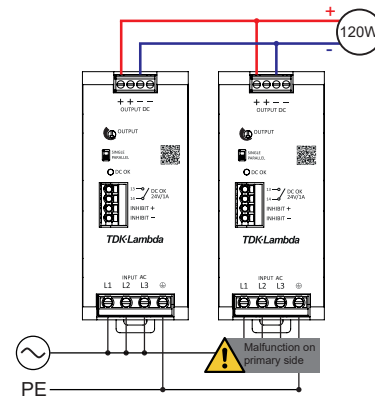 +
120W
-
+ + − −
OUTPUT DC
OUTPUT
SINGLE
PARALLEL
DC OK
13
14
DC OK
24V/1A
INHIBIT +
INHIBIT −
TDK·Lambda
INPUT AC
L1 L2 L3
+ + − −
OUTPUT DC
OUTPUT
SINGLE
PARALLEL
DC OK
13
14
DC OK
24V/1A
INHIBIT +
INHIBIT −
TDK·Lambda
INPUT AC
L1 L2 L3
Malfunction on
primary side
PE